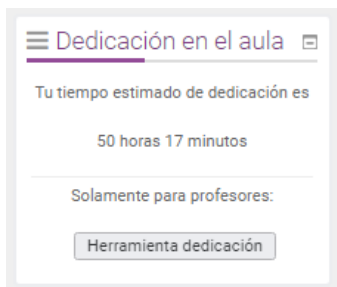 Dedicación en el aula
Tu tiempo estimado de dedicación es
50 horas 17 minutos
Solamente para profesores:
Herramienta dedicación